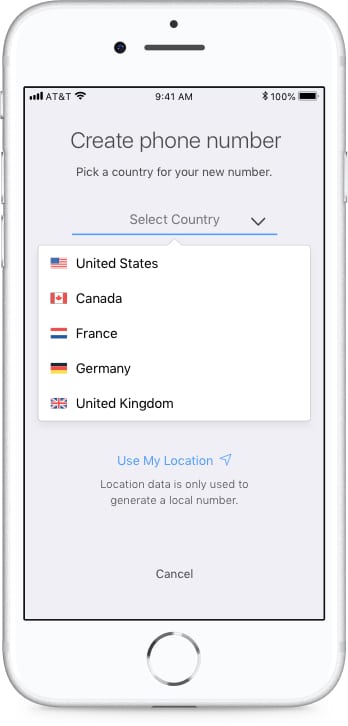 AT&T 9:41 AM 100%
Create phone number
Pick a country for your new number.
Select Country
United States
Canada
France
Germany
United Kingdom
Use My Location
Location data is only used to
generate a local number.
Cancel